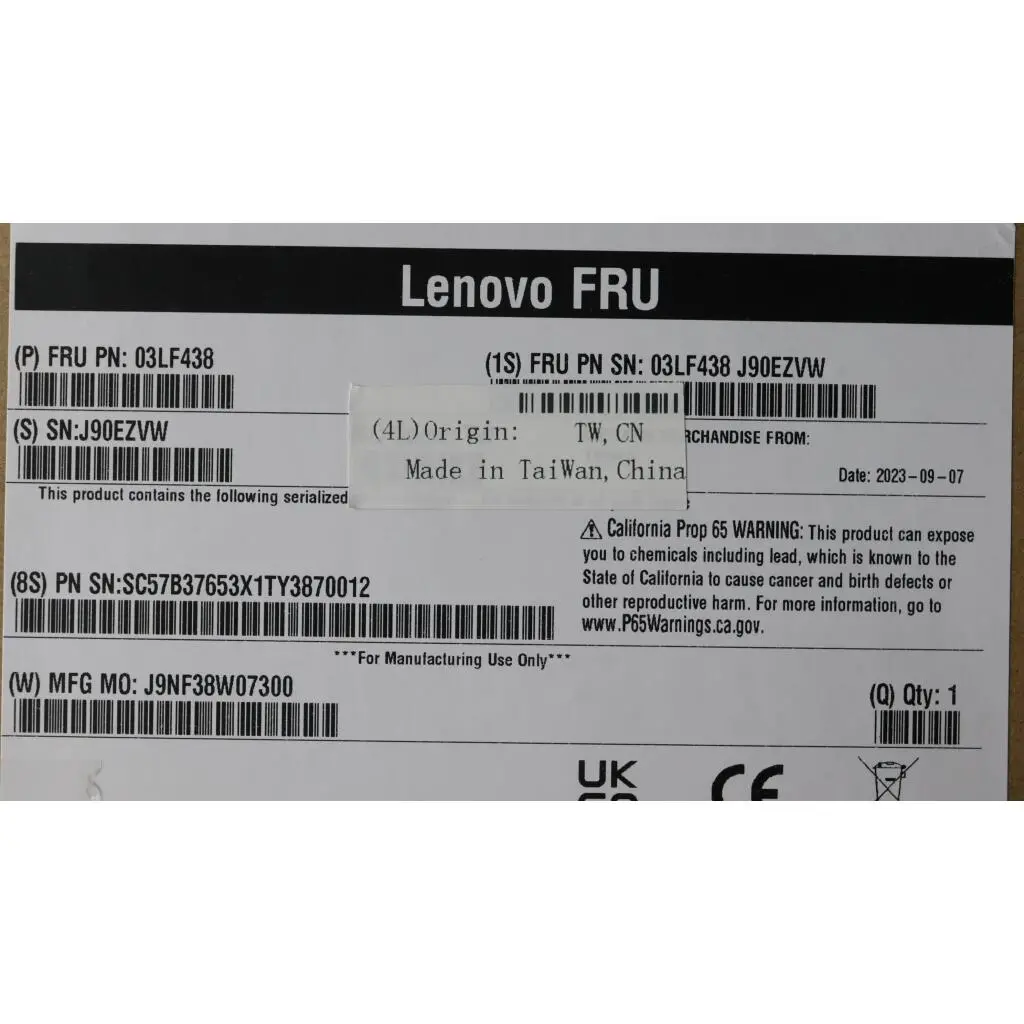 Lenovo FRU
(P) FRU PN: 03LF438
(1S) FRU PN SN: 03LF438 J90EZVW
(S) SN:J90EZVW
(4L)Origin: TW,CN
Made in TaiWan,China
RCHANDISE FROM:
Date: 2023-09-07
This product contains the following serialized
⚠ California Prop 65 WARNING: This product can expose
you to chemicals including lead, which is known to the
State of California to cause cancer and birth defects or
other reproductive harm. For more information, go to
www.P65Warnings.ca.gov.
(8S) PN SN:SC57B37653X1TY3870012
***For Manufacturing Use Only***
(W) MFG MO: J9NF38W07300
(Q) Qty: 1
UK
CE